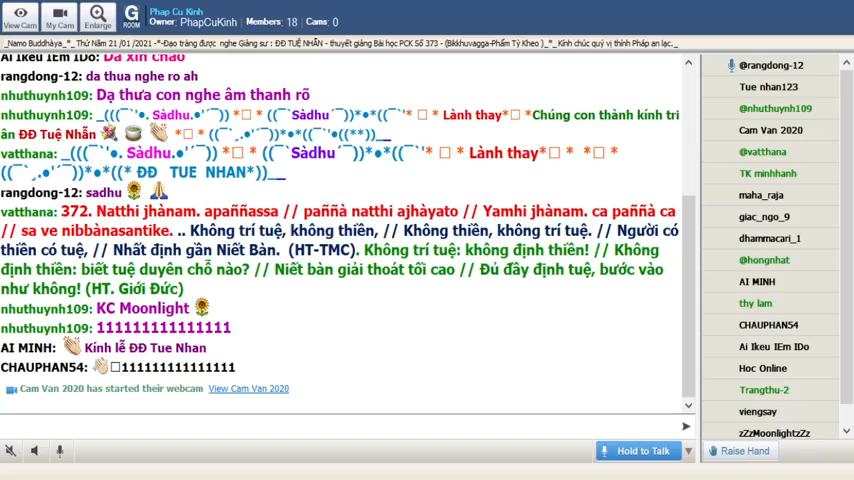 Phap Cu Kinh
Owner: PhapCuKinh Members: 18 Cams: 0
View Cam My Cam Enlarge G ROOM
_Namo Buddhàya_*_ Thứ Năm 21 /01 /2021 -*-Đạo tràng được nghe Giảng sư : ĐĐ TUỆ NHẪN - thuyết giảng Bài học PCK Số 373 - (Bikkhuvagga-Phẩm Tỳ Kheo )_*_ Kính chúc quý vị thính Pháp an lạc._
Ai Ikeu IEm IDo: Dạ xin chào
rangdong-12: da thua nghe ro ah
nhuthuynh109: Dạ thưa con nghe âm thanh rõ
nhuthuynh109: _(((¯`'•. Sàdhu.•'´¯)) *□ * ((¯`Sàdhu´¯))*•*((¯`'* □ * Lành thay*□ *Chúng con thành kính tri
ân ĐĐ Tuệ Nhẫn *□ * ((¯`¸.•'´¯))*•*((¯`'•((**))__
vatthana: _(((¯`'•. Sàdhu.•'´¯)) *□ * ((¯`Sàdhu´¯))*•*((¯`'* □ * Lành thay*□ * *□ *
((¯`¸.•'´¯))*•*((* ĐĐ TUE NHAN*))__
rangdong-12: sadhu
vatthana: 372. Natthi jhànam. apaññassa // paññà natthi ajhàyato // Yamhi jhànam. ca paññà ca
// sa ve nibbànasantike. .. Không trí tuệ, không thiền, // Không thiền, không trí tuệ. // Người có
thiền có tuệ, // Nhất định gần Niết Bàn. (HT-TMC). Không trí tuệ: không định thiền! // Không
định thiền: biết tuệ duyên chỗ nào? // Niết bàn giải thoát tối cao // Đủ đầy định tuệ, bước vào
như không! (HT. Giới Đức)
nhuthuynh109: KC Moonlight
nhuthuynh109: 1111111111111111
AI MINH: Kính lễ ĐĐ Tue Nhan
CHAUPHAN54: □111111111111111
Cam Van 2020 has started their webcam View Cam Van 2020
Hold to Talk
@rangdong-12
Tue nhan123
@nhuthuynh109
Cam Van 2020
@vatthana
TK minhhanh
maha_raja
giac_ngo_9
dhammacari_1
@hongnhat
AI MINH
thy lam
CHAUPHAN54
Ai Ikeu IEm IDo
Hoc Online
Trangthu-2
viengsay
zZzMoonlightzZz
Raise Hand